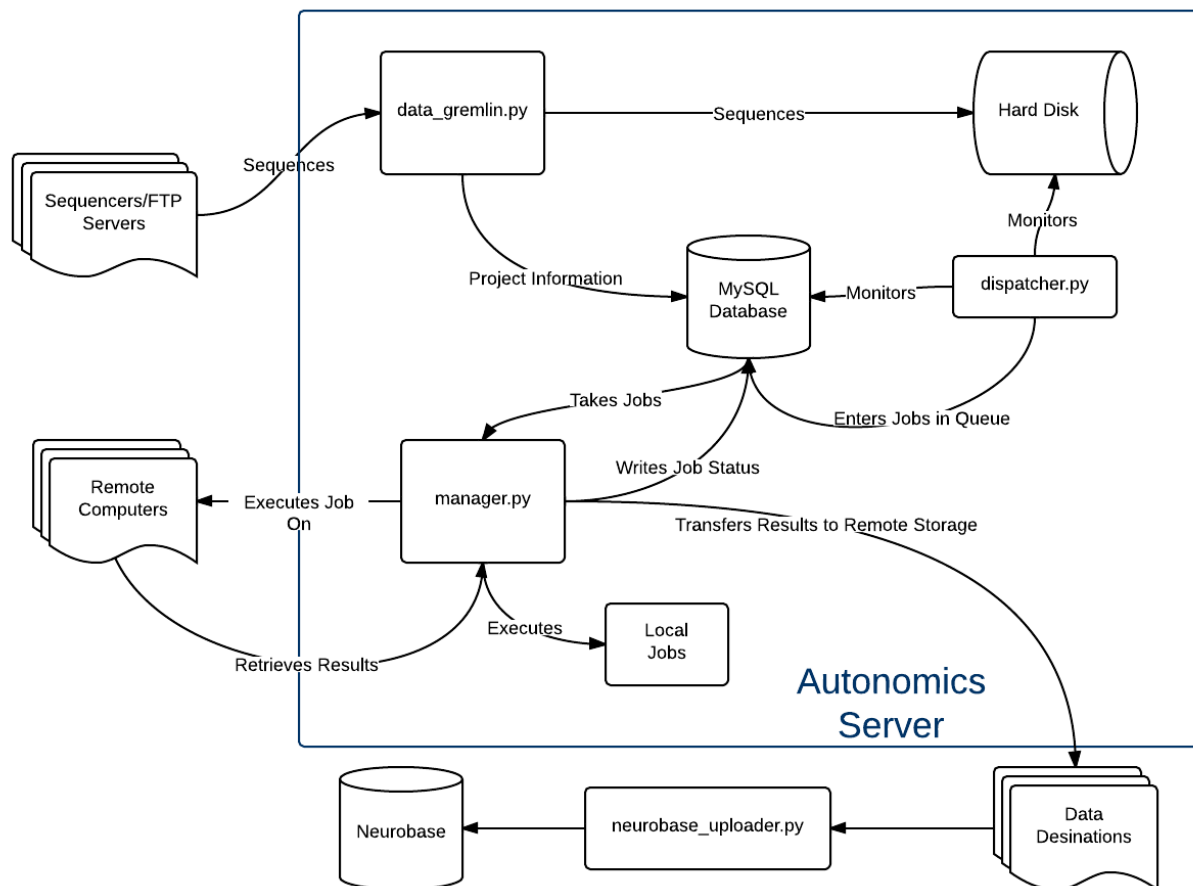 data_gremlin.py
Sequences
Hard Disk
Sequences
Sequencers/FTP
Servers
Monitors
Project Information
MySQL
Database
Monitors
dispatcher.py
Takes Jobs
Enters Jobs in Queue
Writes Job Status
Remote
Computers
Executes Job
On
manager.py
Transfers Results to Remote Storage
Executes
Local
Jobs
Retrieves Results
Autonomics
Server
Neurobase
neurobase_uploader.py
Data
Desinations